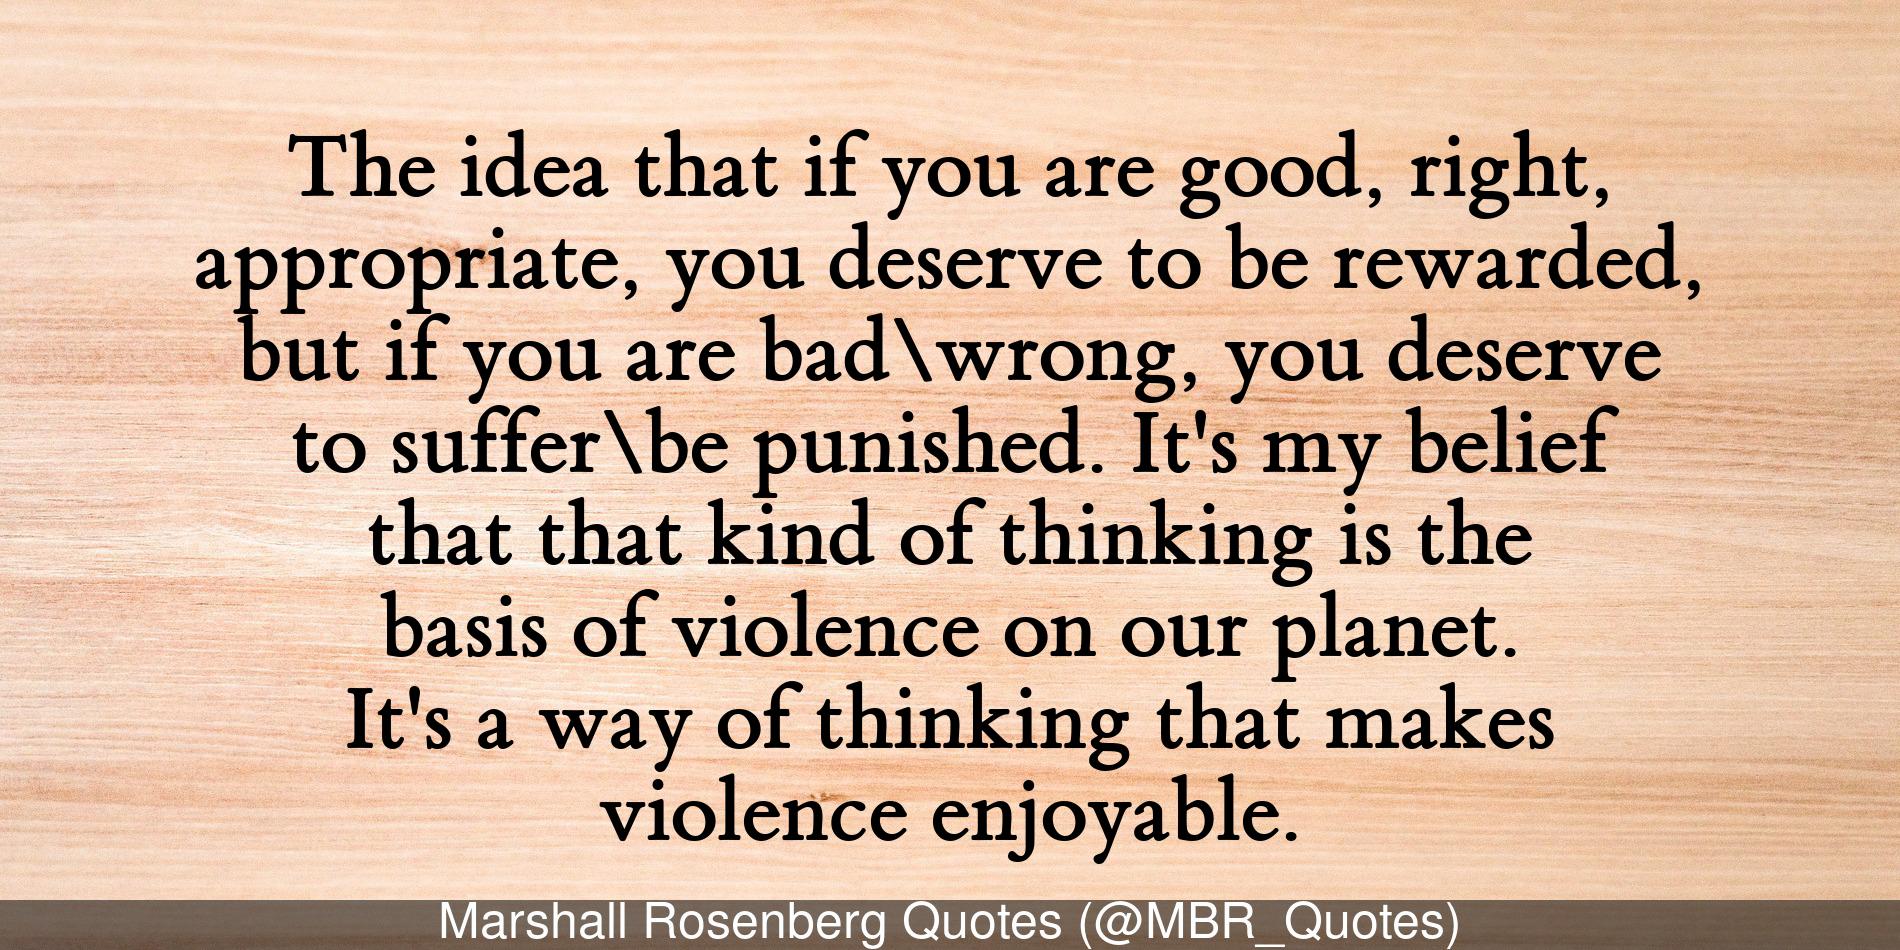 The idea that if you are good, right,
appropriate, you deserve to be rewarded,
but if you are bad\wrong, you deserve
to suffer\be punished. It's my belief
that that kind of thinking is the
basis of violence on our planet.
It's a way of thinking that makes
violence enjoyable.
Marshall Rosenberg Quotes (@MBR_Quotes)